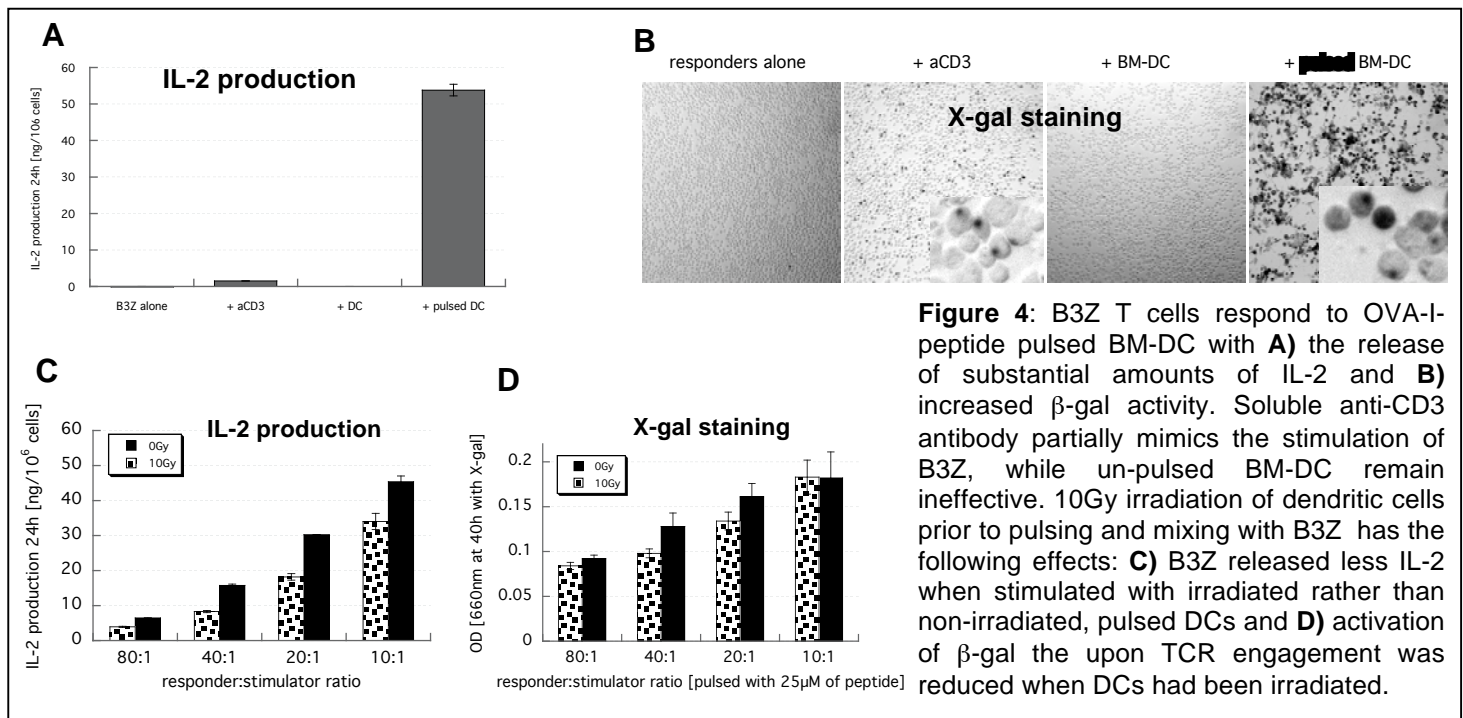 A
IL-2 production
IL-2 production 24h [ng/106 cells]
60
50
40
30
20
10
0
B3Z alone
+ aCD3
+ DC
+ pulsed DC
B
responders alone
+ aCD3
+ BM-DC
+ pulsed BM-DC
X-gal staining
C
IL-2 production
IL-2 production 24h [ng/10⁶ cells]
60
50
40
30
20
10
0
0Gy
10Gy
80:1
40:1
20:1
10:1
responder:stimulator ratio
D
X-gal staining
OD [660nm at 40h with X-gal]
0.2
0.15
0.1
0.05
0
0Gy
10Gy
80:1
40:1
20:1
10:1
responder:stimulator ratio [pulsed with 25µM of peptide]
Figure 4: B3Z T cells respond to OVA-I-
peptide pulsed BM-DC with A) the release
of substantial amounts of IL-2 and B)
increased β-gal activity. Soluble anti-CD3
antibody partially mimics the stimulation of
B3Z, while un-pulsed BM-DC remain
ineffective. 10Gy irradiation of dendritic cells
prior to pulsing and mixing with B3Z has the
following effects: C) B3Z released less IL-2
when stimulated with irradiated rather than
non-irradiated, pulsed DCs and D) activation
of β-gal the upon TCR engagement was
reduced when DCs had been irradiated.